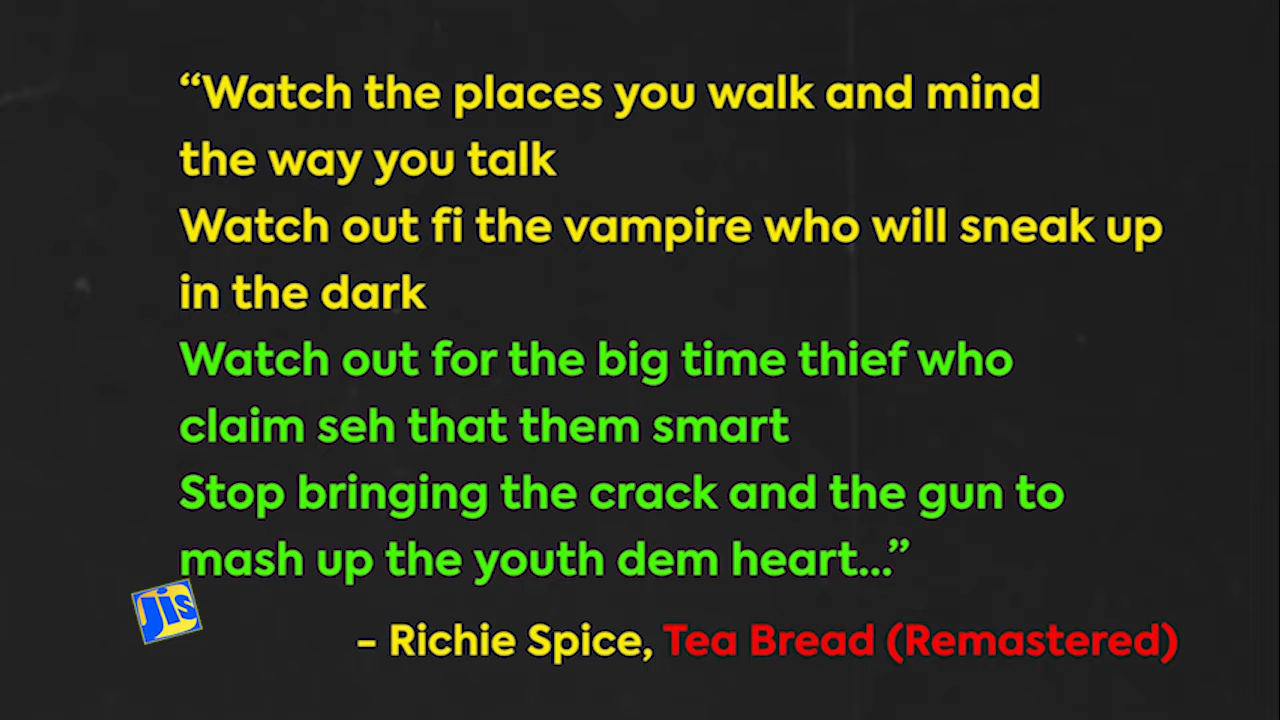 “Watch the places you walk and mind
the way you talk
Watch out fi the vampire who will sneak up
in the dark
Watch out for the big time thief who
claim seh that them smart
Stop bringing the crack and the gun to
mash up the youth dem heart...”
Jis
- Richie Spice, Tea Bread (Remastered)